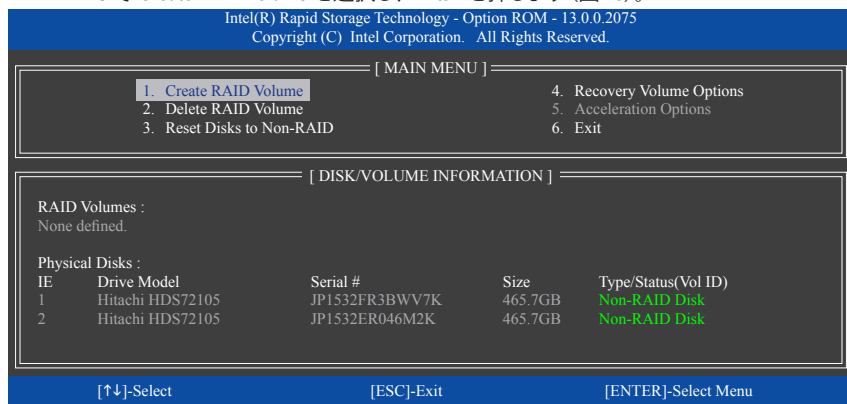 Intel(R) Rapid Storage Technology - Option ROM - 13.0.0.2075
Copyright (C) Intel Corporation. All Rights Reserved.
[ MAIN MENU ]
1. Create RAID Volume 4. Recovery Volume Options
2. Delete RAID Volume 5. Acceleration Options
3. Reset Disks to Non-RAID 6. Exit
[ DISK/VOLUME INFORMATION ]
RAID Volumes :
None defined.
Physical Disks :
IE Drive Model Serial # Size Type/Status(Vol ID)
1 Hitachi HDS72105 JP1532FR3BWV7K 465.7GB Non-RAID Disk
2 Hitachi HDS72105 JP1532ER046M2K 465.7GB Non-RAID Disk
[↑↓]-Select [ESC]-Exit [ENTER]-Select Menu